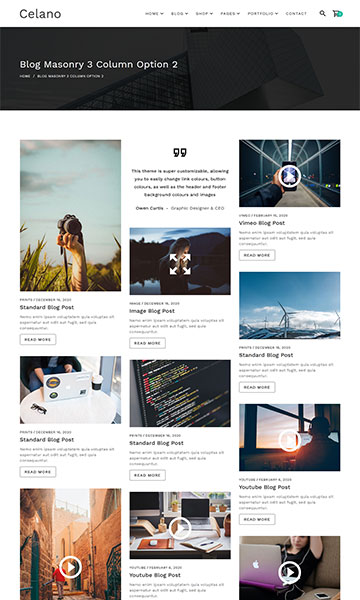 Celano
HOME BLOG SHOP PAGES PORTFOLIO CONTACT
Blog Masonry 3 Column Option 2
HOME / BLOG MASONRY 3 COLUMN OPTION 2
PRINTS / DECEMBER 16, 2020
Standard Blog Post
Nemo enim ipsam voluptatem voluptas sit
aspernatur aut odit aut fugit, sed quia
consequuntur.
READ MORE
PRINTS / DECEMBER 16, 2020
Standard Blog Post
Nemo enim ipsam voluptatem voluptas sit
aspernatur aut odit aut fugit, sed quia
consequuntur.
READ MORE
This theme is super customizable, allowing
you to easily change link colours, button
colours, as well as the header and footer
background colours and images
Owen Curtis – Graphic Designer & CEO
IMAGE / DECEMBER 16, 2020
Image Blog Post
Nemo enim ipsam voluptatem voluptas sit
aspernatur aut odit aut fugit, sed quia
consequuntur.
READ MORE
PRINTS / DECEMBER 16, 2020
Standard Blog Post
Nemo enim ipsam voluptatem voluptas sit
aspernatur aut odit aut fugit, sed quia
consequuntur.
READ MORE
YOUTUBE / FEBRUARY 8, 2020
Youtube Blog Post
Nemo enim ipsam voluptatem voluptas sit
aspernatur aut odit aut fugit, sed quia
VIMEO / FEBRUARY 15, 2020
Vimeo Blog Post
Nemo enim ipsam voluptatem voluptas sit
aspernatur aut odit aut fugit, sed quia
consequuntur.
READ MORE
PRINTS / DECEMBER 16, 2020
Standard Blog Post
Nemo enim ipsam voluptatem voluptas sit
aspernatur aut odit aut fugit, sed quia
consequuntur.
READ MORE
YOUTUBE / FEBRUARY 8, 2020
Youtube Blog Post
Nemo enim ipsam voluptatem voluptas sit
aspernatur aut odit aut fugit, sed quia
consequuntur.
READ MORE